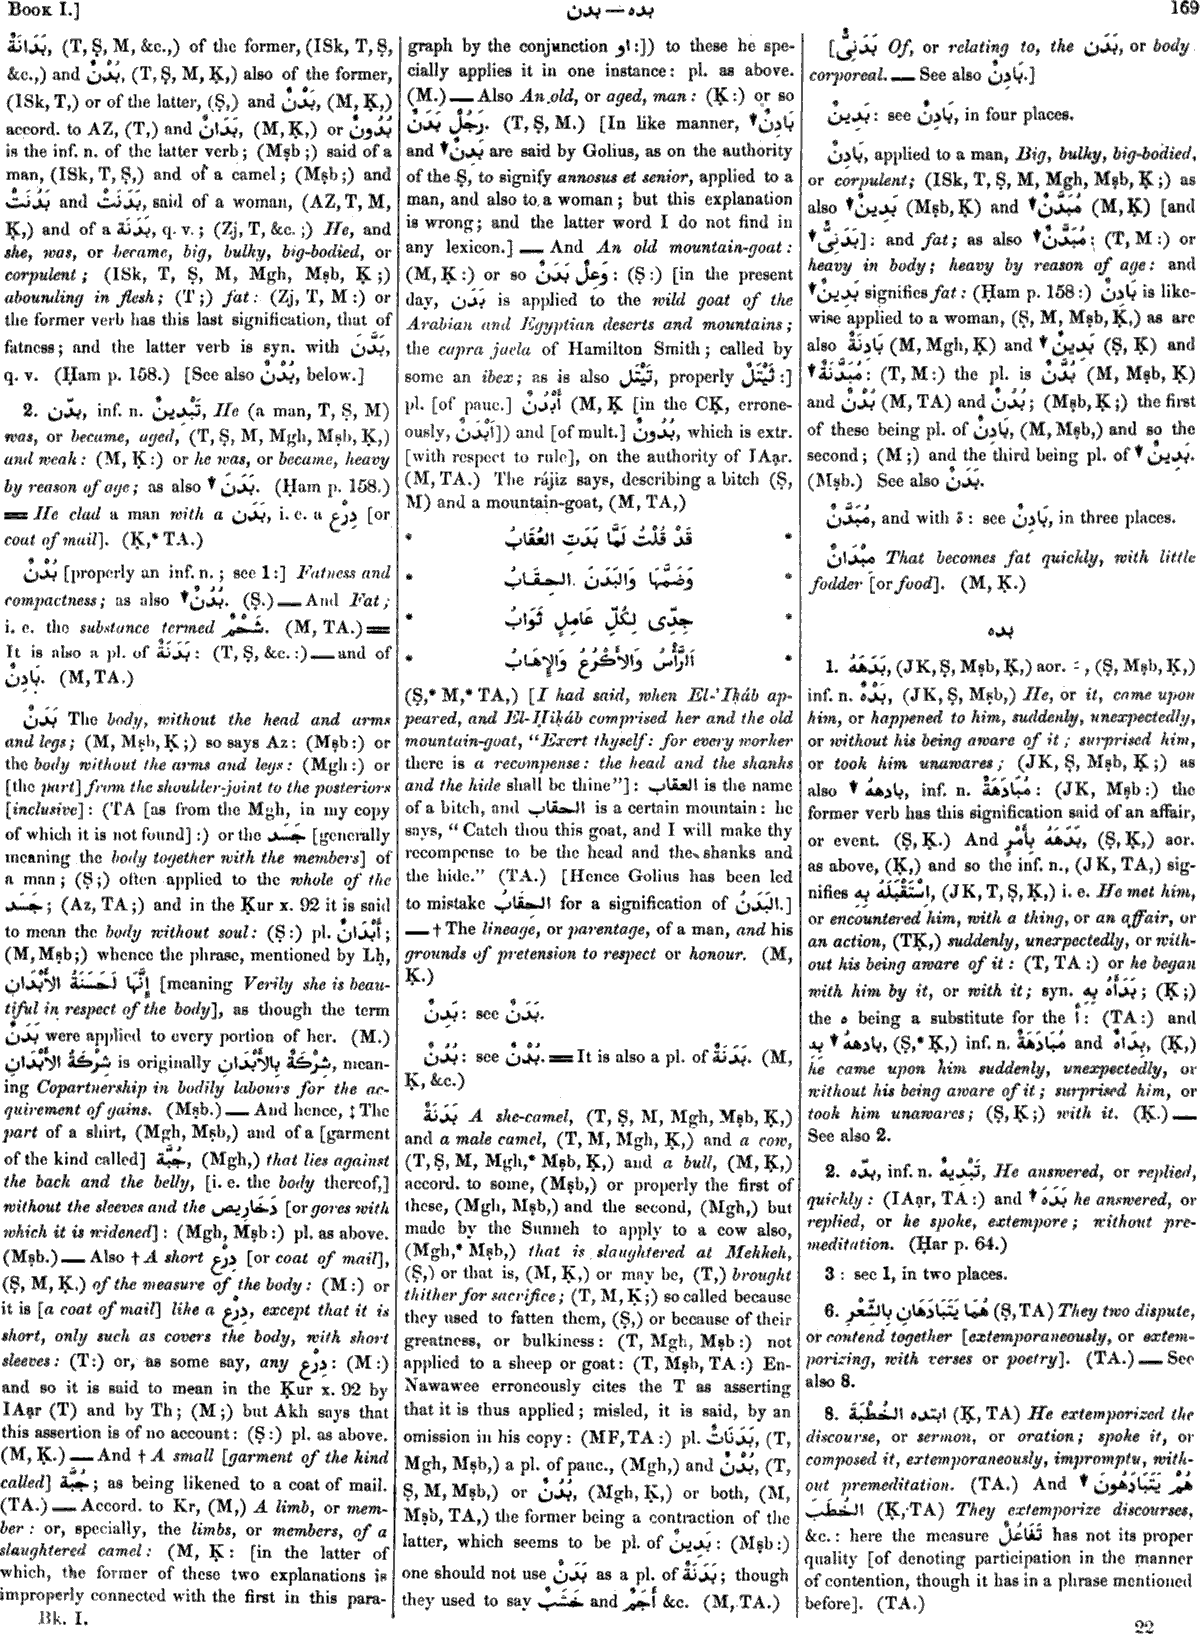 Book I.]
بدن — بده
169
بَدَانَةٌ, (T, Ṣ, M, &c.,) of the former, (ISk, T, Ṣ,
&c.,) and بُدْنٌ, (T, Ṣ, M, Ḳ,) also of the former,
(ISk, T,) or of the latter, (Ṣ,) and بَدْنٌ, (M, Ḳ,)
accord. to AZ, (T,) and بَدَانٌ, (M, Ḳ,) or بُدُونٌ
is the inf. n. of the latter verb; (Mṣb;) said of a
man, (ISk, T, Ṣ,) and of a camel; (Mṣb;) and
بَدُنَتْ and بَدَنَتْ, said of a woman, (AZ, T, M,
Ḳ,) and of a بَدَنَة, q. v.; (Zj, T, &c.;) He, and
she, was, or became, big, bulky, big-bodied, or
corpulent; (ISk, T, Ṣ, M, Mgh, Mṣb, Ḳ;)
abounding in flesh; (T;) fat: (Zj, T, M:) or
the former verb has this last signification, that of
fatness; and the latter verb is syn. with بَدَّنَ,
q. v. (Ḥam p. 158.) [See also بُدْنٌ, below.]
2. بدّن, inf. n. تَبْدِينٌ, He (a man, T, Ṣ, M)
was, or became, aged, (T, Ṣ, M, Mgh, Mṣb, Ḳ,)
and weak: (M, Ḳ:) or he was, or became, heavy
by reason of age; as also ▼ بَدَنَ. (Ḥam p. 158.)
== He clad a man with a بَدَن, i. e. a دِرْع [or
coat of mail]. (Ḳ,* TA.)
بُدْنٌ [properly an inf. n.; see 1:] Fatness and
compactness; as also ▼ بُدُنٌ. (Ṣ.) — And Fat;
i. e. the substance termed شَحْمٌ. (M, TA.) ==
It is also a pl. of بَدَنَةٌ: (T, Ṣ, &c.:) — and of
بَادِنٌ. (M, TA.)
بَدَنٌ The body, without the head and arms
and legs; (M, Mṣb, Ḳ;) so says Az: (Mṣb:) or
the body without the arms and legs: (Mgh:) or
[the part] from the shoulder-joint to the posteriors
[inclusive]: (TA [as from the Mgh, in my copy
of which it is not found]:) or the جَسَد [generally
meaning the body together with the members] of
a man; (Ṣ;) often applied to the whole of the
جَسَد; (Az, TA;) and in the Ḳur x. 92 it is said
to mean the body without soul: (Ṣ:) pl. أَبْدَانٌ;
(M, Mṣb;) whence the phrase, mentioned by Lḥ,
إِنَّهَا لَحَسَنَةُ الأَبْدَانِ [meaning Verily she is beau-
tiful in respect of the body], as though the term
بَدَنٌ were applied to every portion of her. (M.)
شِرْكَةُ الأَبْدَانِ is originally شِرْكَةٌ بِالأَبْدَانِ, mean-
ing Copartnership in bodily labours for the ac-
quirement of gains. (Mṣb.) — And hence, ‡ The
part of a shirt, (Mgh, Mṣb,) and of a [garment
of the kind called] جُبَّة, (Mgh,) that lies against
the back and the belly, [i. e. the body thereof,]
without the sleeves and the دَخَارِيص [or gores with
which it is widened]: (Mgh, Mṣb:) pl. as above.
(Mṣb.) — Also † A short دِرْع [or coat of mail],
(Ṣ, M, Ḳ,) of the measure of the body: (M:) or
it is [a coat of mail] like a دِرْع, except that it is
short, only such as covers the body, with short
sleeves: (T:) or, as some say, any دِرْع: (M:)
and so it is said to mean in the Ḳur x. 92 by
IAạr (T) and by Th; (M;) but Akh says that
this assertion is of no account: (Ṣ:) pl. as above.
(M, Ḳ.) — And † A small [garment of the kind
called] جُبَّة; as being likened to a coat of mail.
(TA.) — Accord. to Kr, (M,) A limb, or mem-
ber: or, specially, the limbs, or members, of a
slaughtered camel: (M, Ḳ: [in the latter of
which, the former of these two explanations is
improperly connected with the first in this para-
Bk. I.
graph by the conjunction او:]) to these he spe-
cially applies it in one instance: pl. as above.
(M.) — Also An old, or aged, man: (Ḳ:) or so
رَجُلٌ بَدَنٌ. (T, Ṣ, M.) [In like manner, ▼ بَادِنٌ
and ▼ بَدِنٌ are said by Golius, as on the authority
of the Ṣ, to signify annosus et senior, applied to a
man, and also to a woman; but this explanation
is wrong; and the latter word I do not find in
any lexicon.] — And An old mountain-goat:
(M, Ḳ:) or so وَعِلٌ بَدَنٌ: (Ṣ:) [in the present
day, بَدَن is applied to the wild goat of the
Arabian and Egyptian deserts and mountains;
the capra jaela of Hamilton Smith; called by
some an ibex; as is also تَيْتَل, properly ثَيْتَلٌ:]
pl. [of pauc.] أَبْدُنٌ (M, Ḳ [in the CḲ, errone-
ously, اَبْدَنٌ]) and [of mult.] بُدُونٌ, which is extr.
[with respect to rule], on the authority of IAạr.
(M, TA.) The rájiz says, describing a bitch (Ṣ,
M) and a mountain-goat, (M, TA,)
* قَدْ قُلْتُ لَمَّا بَدَتِ العُقَابُ *
* وَضَمَّهَا وَالبَدَنَ الحِقَابُ *
* جِدِّى لِكُلِّ عَامِلٍ ثَوَابُ *
* اَلرَّأْسُ وَالأَكْرُعُ وَالإِهَابُ *
(Ṣ,* M,* TA,) [I had said, when El-'Iḳáb ap-
peared, and El-Ḥiḳáb comprised her and the old
mountain-goat, "Exert thyself: for every worker
there is a recompense: the head and the shanks
and the hide shall be thine"]: العقاب is the name
of a bitch, and الحقاب is a certain mountain: he
says, "Catch thou this goat, and I will make thy
recompense to be the head and the shanks and
the hide." (TA.) [Hence Golius has been led
to mistake الحِقَابُ for a signification of البَدَنُ.]
— † The lineage, or parentage, of a man, and his
grounds of pretension to respect or honour. (M,
Ḳ.)
بَدِنٌ: see بَدَنٌ.
بُدُنٌ: see بُدْنٌ. == It is also a pl. of بَدَنَةٌ. (M,
Ḳ, &c.)
بَدَنَةٌ A she-camel, (T, Ṣ, M, Mgh, Mṣb, Ḳ,)
and a male camel, (T, M, Mgh, Ḳ,) and a cow,
(T, Ṣ, M, Mgh,* Mṣb, Ḳ,) and a bull, (M, Ḳ,)
accord. to some, (Mṣb,) or properly the first of
these, (Mgh, Mṣb,) and the second, (Mgh,) but
made by the Sunneh to apply to a cow also,
(Mgh,* Mṣb,) that is slaughtered at Mekkeh,
(Ṣ,) or that is, (M, Ḳ,) or may be, (T,) brought
thither for sacrifice; (T, M, Ḳ;) so called because
they used to fatten them, (Ṣ,) or because of their
greatness, or bulkiness: (T, Mgh, Mṣb:) not
applied to a sheep or goat: (T, Mṣb, TA:) En-
Nawawee erroneously cites the T as asserting
that it is thus applied; misled, it is said, by an
omission in his copy: (MF, TA:) pl. بَدَنَاتٌ, (T,
Mgh, Mṣb,) a pl. of pauc., (Mgh,) and بُدْنٌ, (T,
Ṣ, M, Mṣb,) or بُدُنٌ, (Mgh, Ḳ,) or both, (M,
Mṣb, TA,) the former being a contraction of the
latter, which seems to be pl. of بَدِينٌ: (Mṣb:)
one should not use بَدَنٌ as a pl. of بَدَنَةٌ; though
they used to say خَشَبٌ and أَجَمٌ &c. (M, TA.)
[بَدَنِىٌّ Of, or relating to, the بَدَن, or body
corporeal. — See also بَادِنٌ.]
بَدِينٌ: see بَادِنٌ, in four places.
بَادِنٌ, applied to a man, Big, bulky, big-bodied,
or corpulent; (ISk, T, Ṣ, M, Mgh, Mṣb, Ḳ;) as
also ▼ بَدِينٌ (Mṣb, Ḳ) and ▼ مُبَدَّنٌ (M, Ḳ) [and
▼ بَدَنِىٌّ]: and fat; as also ▼ مُبَدَّنٌ; (T, M:) or
heavy in body; heavy by reason of age: and
▼ بَدِينٌ signifies fat: (Ḥam p. 158:) بَادِنٌ is like-
wise applied to a woman, (Ṣ, M, Mṣb, Ḳ,) as are
also بَادِنَةٌ (M, Mgh, Ḳ) and ▼ بَدِينٌ (Ṣ, Ḳ) and
▼ مُبَدَّنَةٌ: (T, M:) the pl. is بُدَّنٌ (M, Mṣb, Ḳ)
and بُدْنٌ (M, TA) and بُدُنٌ; (Mṣb, Ḳ;) the first
of these being pl. of بَادِنٌ, (M, Mṣb,) and so the
second; (M;) and the third being pl. of ▼ بَدِينٌ.
(Mṣb.) See also بَدَنٌ.
مُبَدَّنٌ, and with ة: see بَادِنٌ, in three places.
مِبْدَانٌ That becomes fat quickly, with little
fodder [or food]. (M, Ḳ.)
بده
1. بَدَهَهُ, (JK, Ṣ, Mṣb, Ḳ,) aor. ـَ, (Ṣ, Mṣb, Ḳ,)
inf. n. بَدْهٌ, (JK, Ṣ, Mṣb,) He, or it, came upon
him, or happened to him, suddenly, unexpectedly,
or without his being aware of it; surprised him,
or took him unawares; (JK, Ṣ, Mṣb, Ḳ;) as
also ▼ بادههُ, inf. n. مُبَادَهَةٌ: (JK, Mṣb:) the
former verb has this signification said of an affair,
or event. (Ṣ, Ḳ.) And بَدَهَهُ بِأَمْرٍ, (Ṣ, Ḳ,) aor.
as above, (Ḳ,) and so the inf. n., (JK, TA,) sig-
nifies اِسْتَقْبَلَهُ بِهِ, (JK, T, Ṣ, Ḳ,) i. e. He met him,
or encountered him, with a thing, or an affair, or
an action, (TḲ,) suddenly, unexpectedly, or with-
out his being aware of it: (T, TA:) or he began
with him by it, or with it; syn. بَدَأَهُ بِهِ; (Ḳ;)
the ه being a substitute for the أ: (TA:) and
▼ بادههُ به, (Ṣ,* Ḳ,) inf. n. مُبَادَهَةٌ and بِدَاهٌ, (Ḳ,)
he came upon him suddenly, unexpectedly, or
without his being aware of it; surprised him, or
took him unawares; (Ṣ, Ḳ;) with it. (Ḳ.) —
See also 2.
2. بدّه, inf. n. تَبْدِيهٌ, He answered, or replied,
quickly: (IAạr, TA:) and ▼ بَدَهَ he answered, or
replied, or he spoke, extempore; without pre-
meditation. (Ḥar p. 64.)
3: see 1, in two places.
6. هُمَا يَتَبَادَهَانِ بِالشِّعْرِ (Ṣ, TA) They two dispute,
or contend together [extemporaneously, or extem-
porizing, with verses or poetry]. (TA.) — See
also 8.
8. ابتده الخُطْبَةَ (Ḳ, TA) He extemporized the
discourse, or sermon, or oration; spoke it, or
composed it, extemporaneously, impromptu, with-
out premeditation. (TA.) And ▼ هُمْ يَتَبَادَهُونَ
الخُطَبَ (Ḳ, TA) They extemporize discourses,
&c.: here the measure تَفَاعُلٌ has not its proper
quality [of denoting participation in the manner
of contention, though it has in a phrase mentioned
before]. (TA.)
22